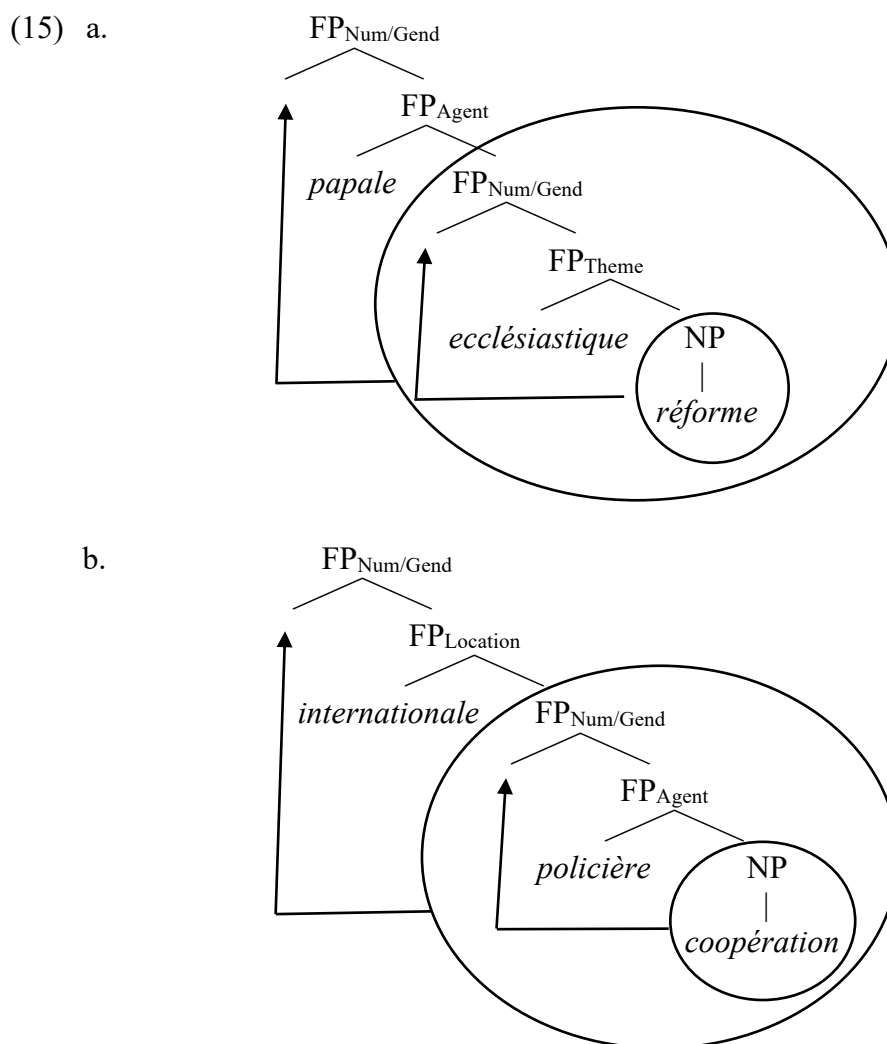 (15) a.
FPNum/Gend
FPAgent
papale FPNum/Gend
FPTheme
ecclésiastique NP
|
réforme
b.
FPNum/Gend
FPLocation
internationale FPNum/Gend
FPAgent
policière NP
|
coopération